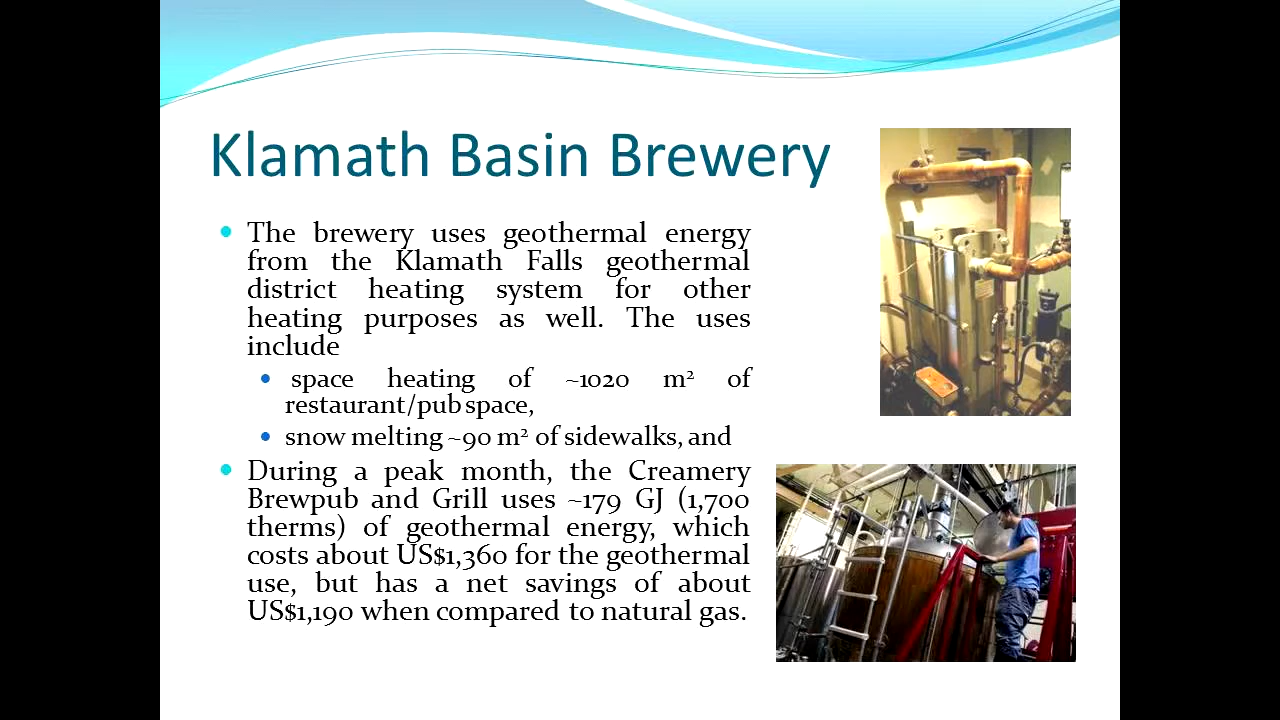 Klamath Basin Brewery
The brewery uses geothermal energy
from the Klamath Falls geothermal
district heating system for other
heating purposes as well. The uses
include
space heating of ~1020 m² of
restaurant/pub space,
snow melting ~90 m² of sidewalks, and
During a peak month, the Creamery
Brewpub and Grill uses ~179 GJ (1,700
therms) of geothermal energy, which
costs about US$1,360 for the geothermal
use, but has a net savings of about
US$1,190 when compared to natural gas.